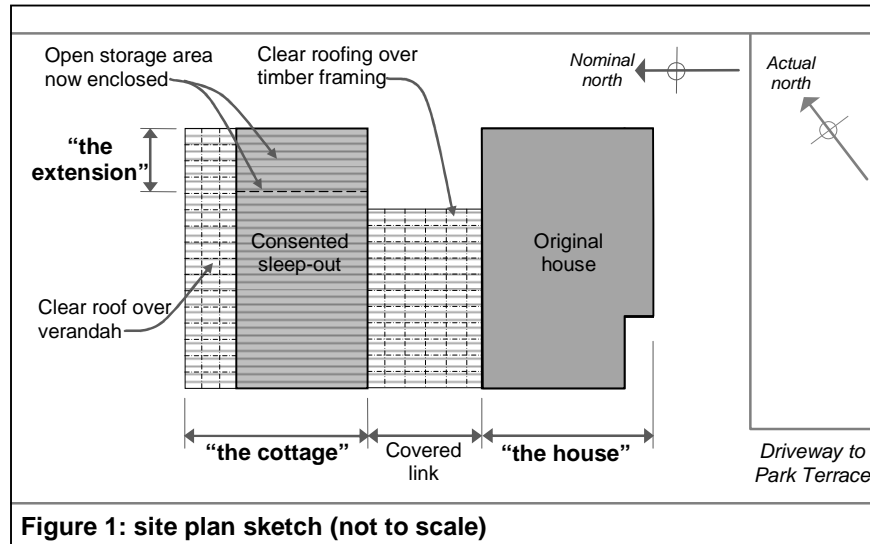 Open storage area
now enclosed
Clear roofing over
timber framing
Nominal
north
Actual
north
“the
extension”
Consented
sleep-out
Original
house
Clear roof over
verandah
“the cottage”
Covered
link
“the house”
Driveway to
Park Terrace
Figure 1: site plan sketch (not to scale)